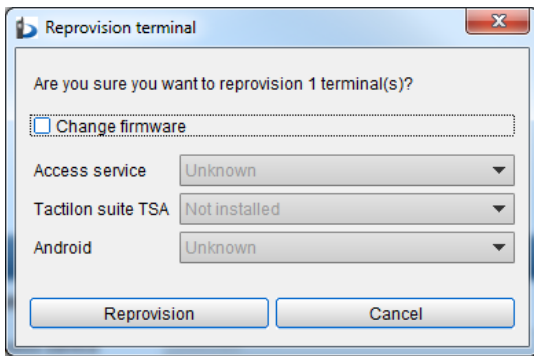 Reprovision terminal
Are you sure you want to reprovision 1 terminal(s)?
Change firmware
Access service Unknown
Tactilon suite TSA Not installed
Android Unknown
Reprovision Cancel